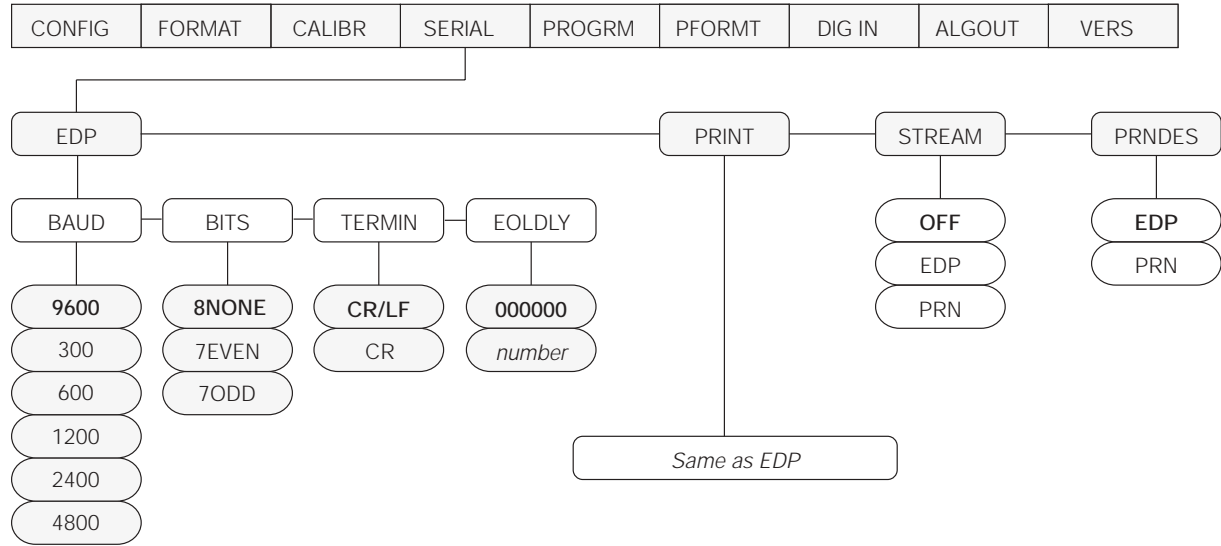 CONFIG FORMAT CALIBR SERIAL PROGRM PFORMT DIG IN ALGOUT VERS
EDP PRINT STREAM PRNDES
BAUD BITS TERMIN EOLDLY OFF EDP
EDP PRN
9600 8NONE CR/LF 000000 PRN
300 7EVEN CR number
600 7ODD
1200
2400 Same as EDP
4800